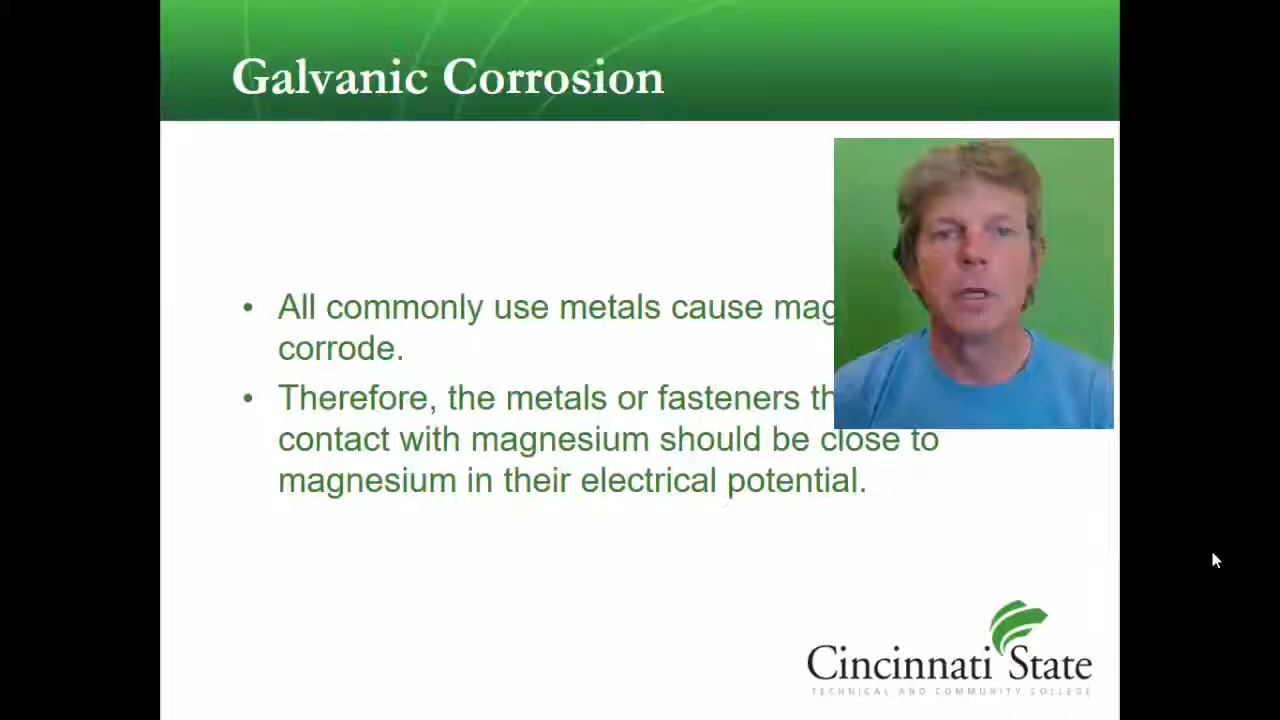 Galvanic Corrosion
• All commonly use metals cause mag
corrode.
• Therefore, the metals or fasteners th
contact with magnesium should be close to
magnesium in their electrical potential.
Cincinnati State
TECHNICAL AND COMMUNITY COLLEGE